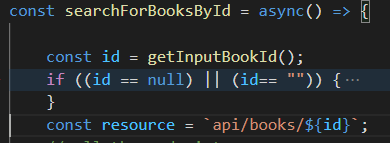 const searchForBooksById = async() => {
const id = getInputBookId();
if ((id == null) || (id== "")) {···
}
const resource = `api/books/${id}`;